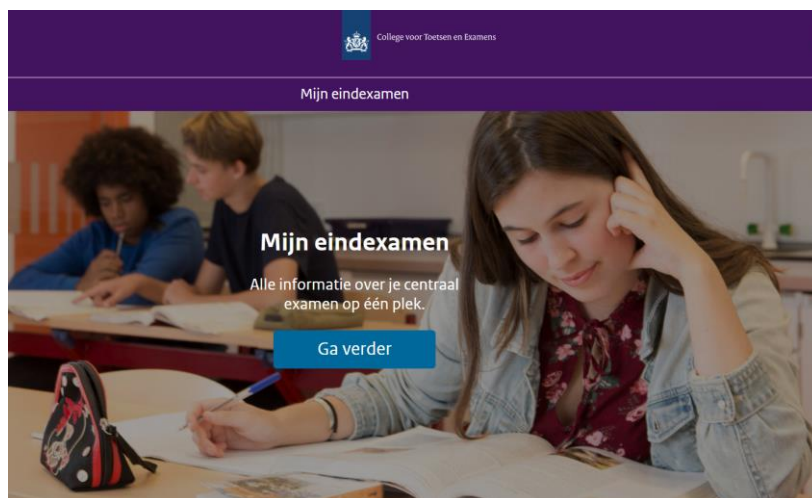 College voor Toetsen en Examens
Mijn eindexamen
Mijn eindexamen
Alle informatie over je centraal
examen op één plek.
Ga verder